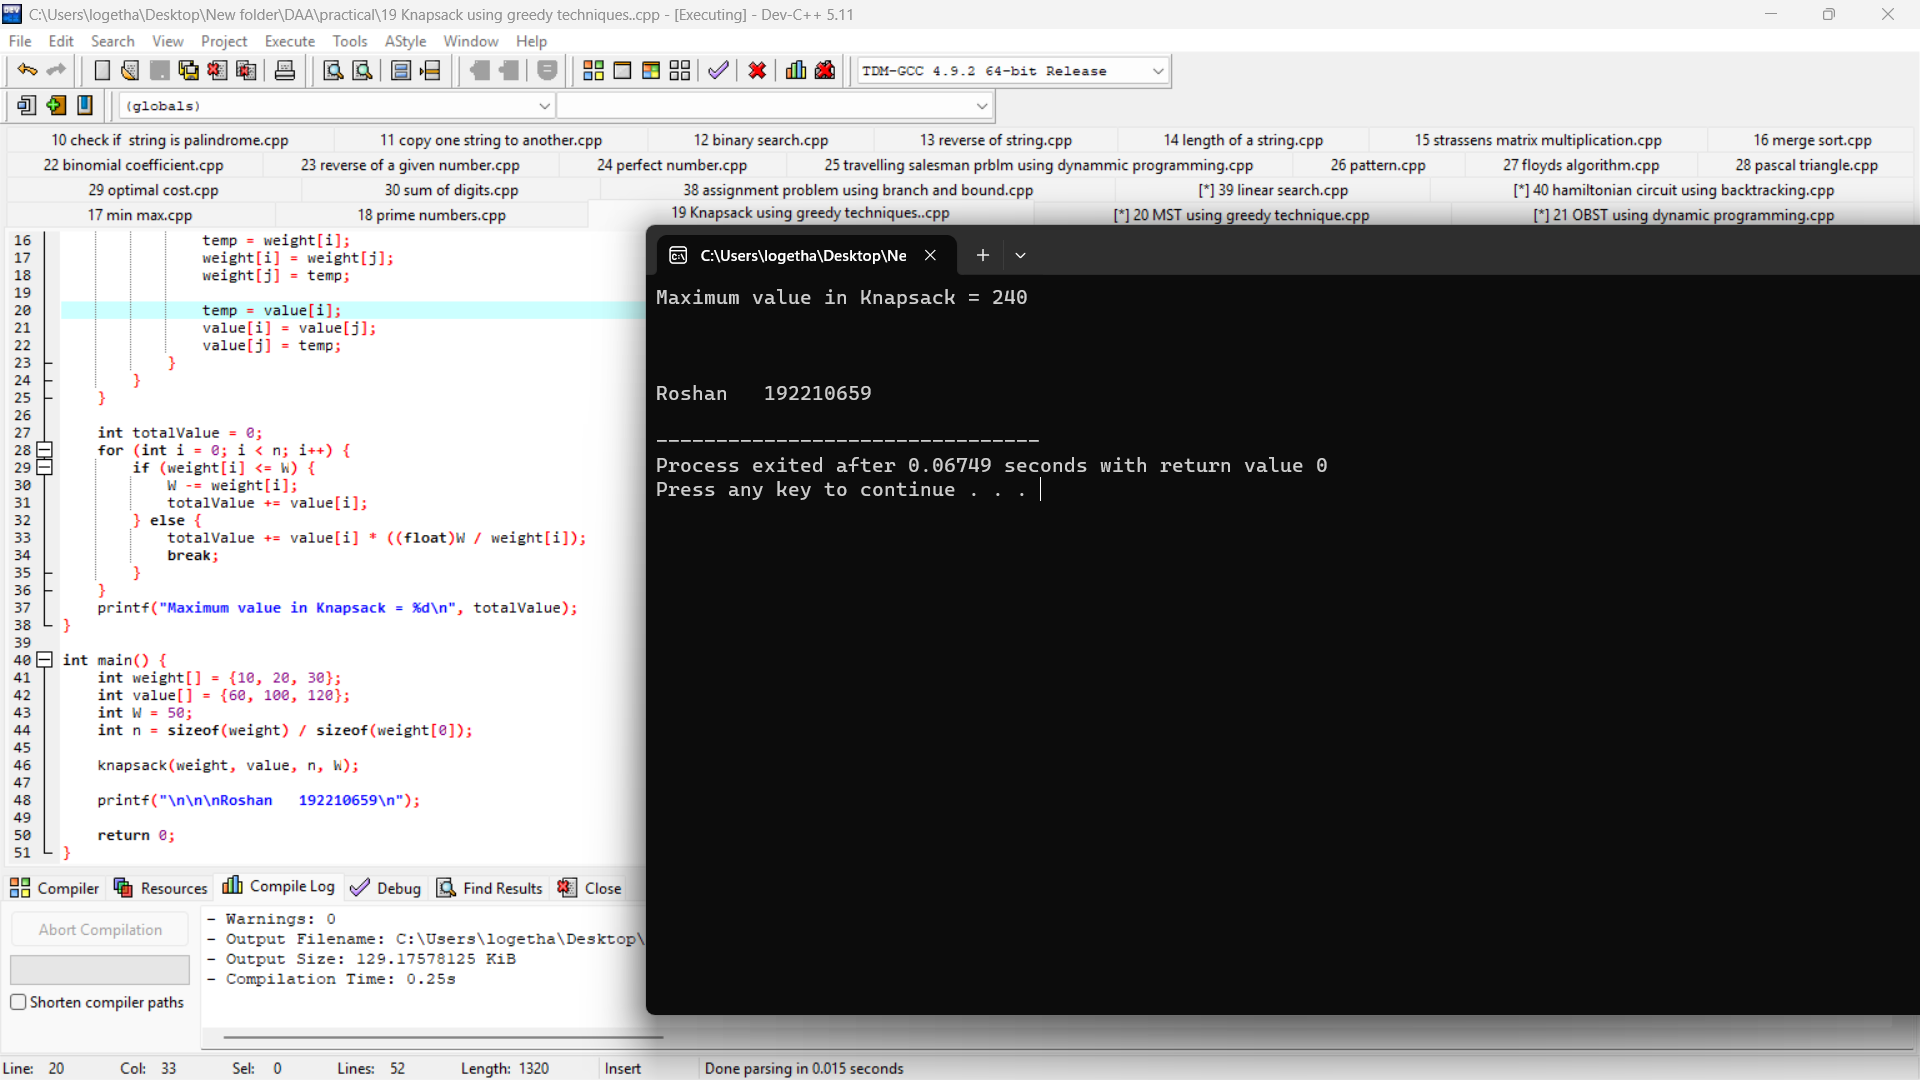 C:\Users\logetha\Desktop\New folder\DAA\practical\19 Knapsack using greedy techniques..cpp - [Executing] - Dev-C++ 5.11
File Edit Search View Project Execute Tools AStyle Window Help
TDM-GCC 4.9.2 64-bit Release
(globals)
10 check if  string is palindrome.cpp 11 copy one string to another.cpp 12 binary search.cpp 13 reverse of string.cpp 14 length of a string.cpp 15 strassens matrix multiplication.cpp 16 merge sort.cpp
22 binomial coefficient.cpp 23 reverse of a given number.cpp 24 perfect number.cpp 25 travelling salesman prblm using dynammic programming.cpp 26 pattern.cpp 27 floyds algorithm.cpp 28 pascal triangle.cpp
29 optimal cost.cpp 30 sum of digits.cpp 38 assignment problem using branch and bound.cpp [*] 39 linear search.cpp [*] 40 hamiltonian circuit using backtracking.cpp
17 min max.cpp 18 prime numbers.cpp 19 Knapsack using greedy techniques..cpp [*] 20 MST using greedy technique.cpp [*] 21 OBST using dynamic programming.cpp
16 temp = weight[i];
17 weight[i] = weight[j];
18 weight[j] = temp;
19
20 temp = value[i];
21 value[i] = value[j];
22 value[j] = temp;
23 }
24 }
25 }
26
27 int totalValue = 0;
28 for (int i = 0; i < n; i++) {
29 if (weight[i] <= W) {
30 W -= weight[i];
31 totalValue += value[i];
32 } else {
33 totalValue += value[i] * ((float)W / weight[i]);
34 break;
35 }
36 }
37 printf("Maximum value in Knapsack = %d\n", totalValue);
38 }
39
40 int main() {
41 int weight[] = {10, 20, 30};
42 int value[] = {60, 100, 120};
43 int W = 50;
44 int n = sizeof(weight) / sizeof(weight[0]);
45
46 knapsack(weight, value, n, W);
47
48 printf("\n\n\nRoshan   192210659\n");
49
50 return 0;
51 }
C:\Users\logetha\Desktop\Ne
Maximum value in Knapsack = 240
Roshan   192210659
--------------------------------
Process exited after 0.06749 seconds with return value 0
Press any key to continue . . .
Compiler Resources Compile Log Debug Find Results Close
Abort Compilation
Shorten compiler paths
- Warnings: 0
- Output Filename: C:\Users\logetha\Desktop\
- Output Size: 129.17578125 KiB
- Compilation Time: 0.25s
Line: 20 Col: 33 Sel: 0 Lines: 52 Length: 1320 Insert Done parsing in 0.015 seconds